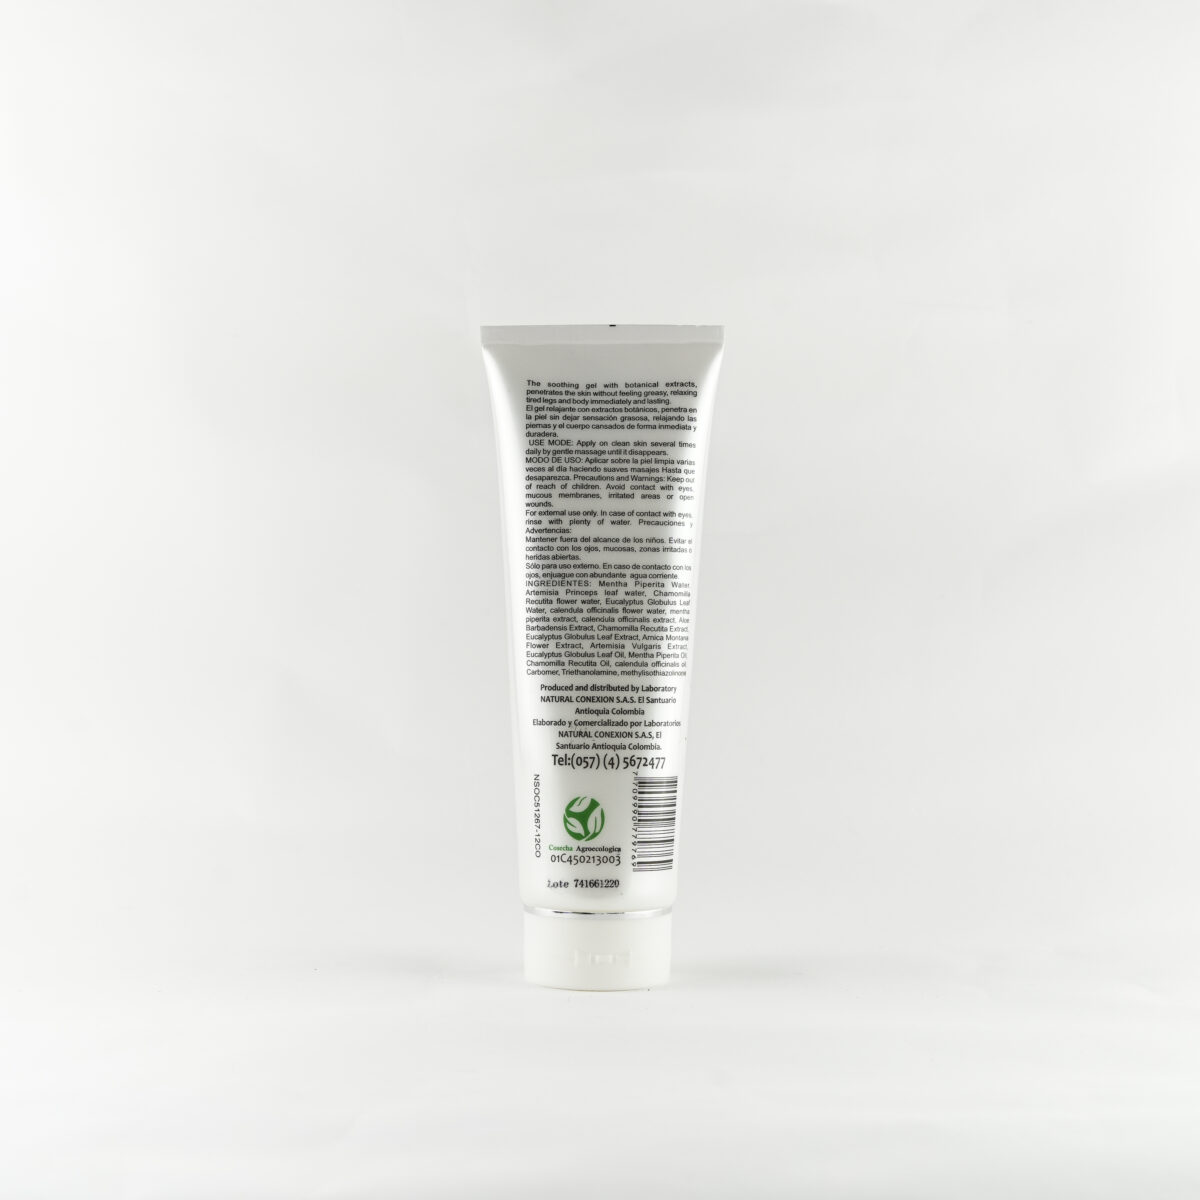 The soothing gel with botanical extracts,
penetrates the skin without feeling greasy, relaxing
tired legs and body immediately and lasting.
El gel relajante con extractos botánicos, penetra en
la piel sin dejar sensación grasosa, relajando las
piernas y el cuerpo cansados de forma inmediata y
duradera.
USE MODE: Apply on clean skin several times
daily by gentle massage until it disappears.
MODO DE USO: Aplicar sobre la piel limpia varias
veces al día haciendo suaves masajes Hasta que
desaparezca. Precautions and Warnings: Keep out
of reach of children. Avoid contact with eyes,
mucous membranes, irritated areas or open
wounds.
For external use only. In case of contact with eyes,
rinse with plenty of water. Precauciones y
Advertencias:
Mantener fuera del alcance de los niños. Evitar el
contacto con los ojos, mucosas, zonas irritadas o
heridas abiertas.
Sólo para uso externo. En caso de contacto con los
ojos, enjuague con abundante agua corriente.
INGREDIENTES: Mentha Piperita Water,
Artemisia Princeps leaf water, Chamomilla
Recutita flower water, Eucalyptus Globulus Leaf
Water, calendula officinalis flower water, mentha
piperita extract, calendula officinalis extract, Aloe
Barbadensis Extract, Chamomilla Recutita Extract,
Eucalyptus Globulus Leaf Extract, Arnica Montana
Flower Extract, Artemisia Vulgaris Extract,
Eucalyptus Globulus Leaf Oil, Mentha Piperita Oil,
Chamomilla Recutita Oil, calendula officinalis oil,
Carbomer, Triethanolamine, methylisothiazolinone
Produced and distributed by Laboratory
NATURAL CONEXION S.A.S. El Santuario
Antioquia Colombia
Elaborado y Comercializado por Laboratorios
NATURAL CONEXION S.A.S, El
Santuario Antioquia Colombia.
Tel:(057) (4) 5672477
NSOC51267-12CO
7709990779769
Cosecha Agroecologica
01C450213003
Lote 741661220